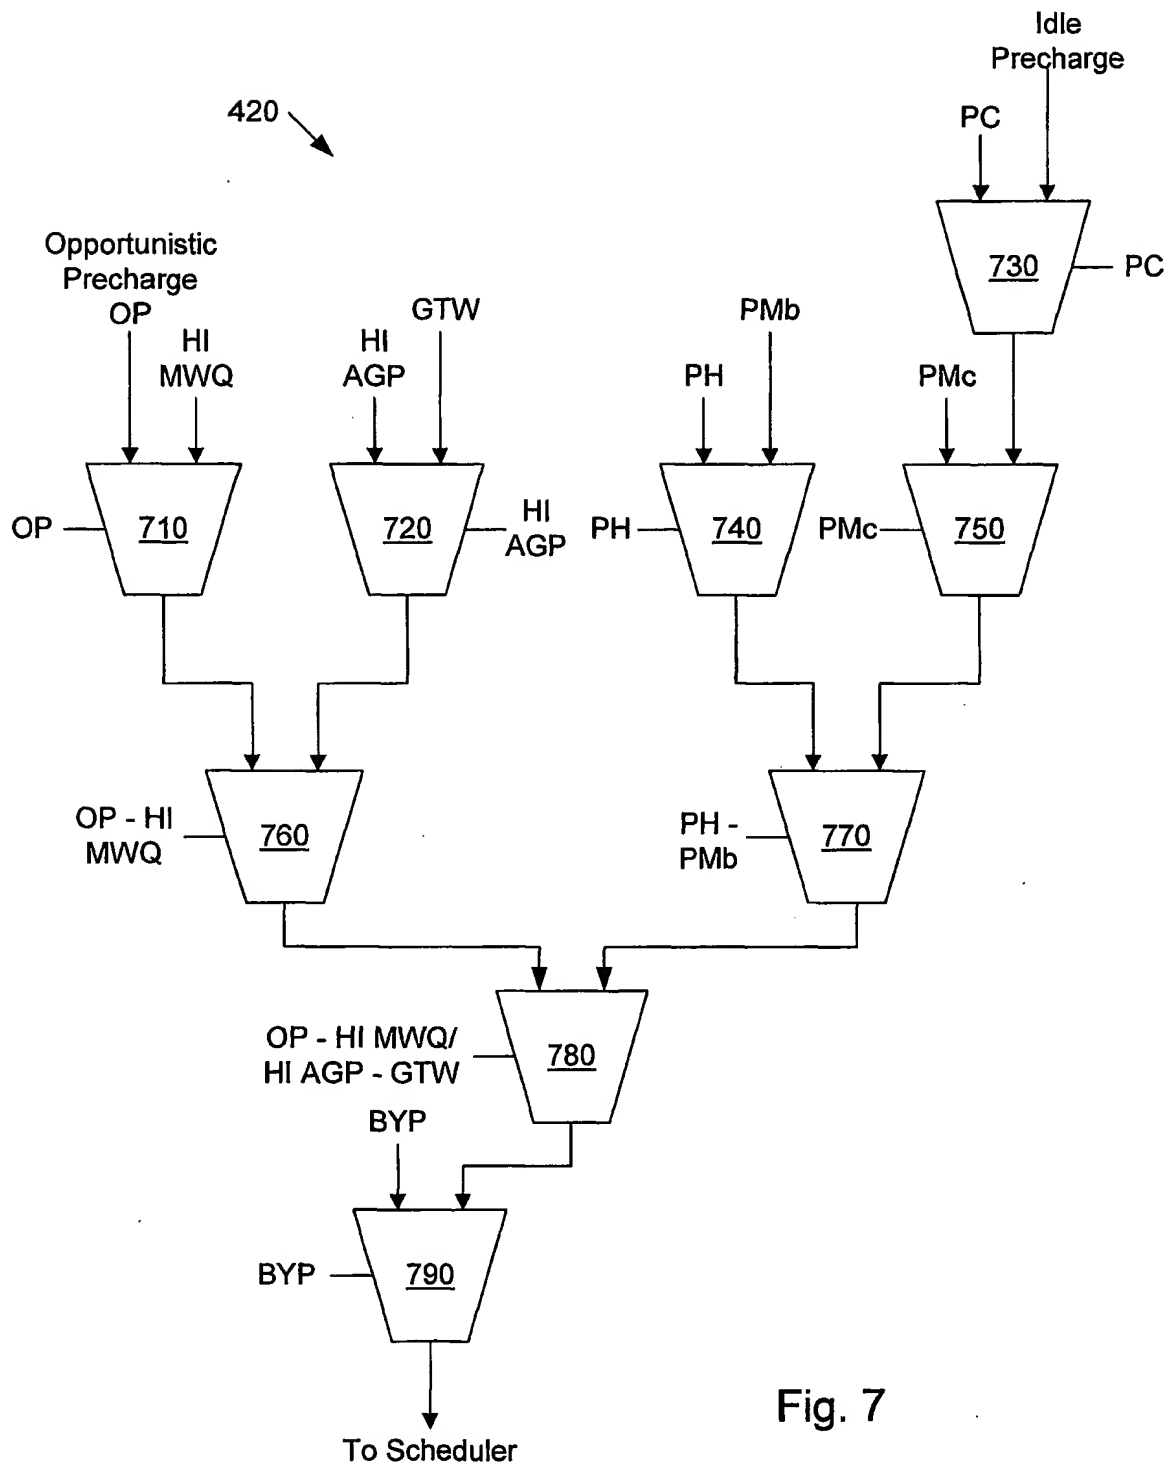 Idle
Precharge
420
PC
730
PC
Opportunistic
Precharge
OP
HI
MWQ
HI
AGP
GTW
PH
PMb
PMc
OP
710
720
HI
AGP
PH
740
PMc
750
OP - HI
MWQ
760
PH -
PMb
770
OP - HI MWQ/
HI AGP - GTW
780
BYP
BYP
790
To Scheduler
Fig. 7